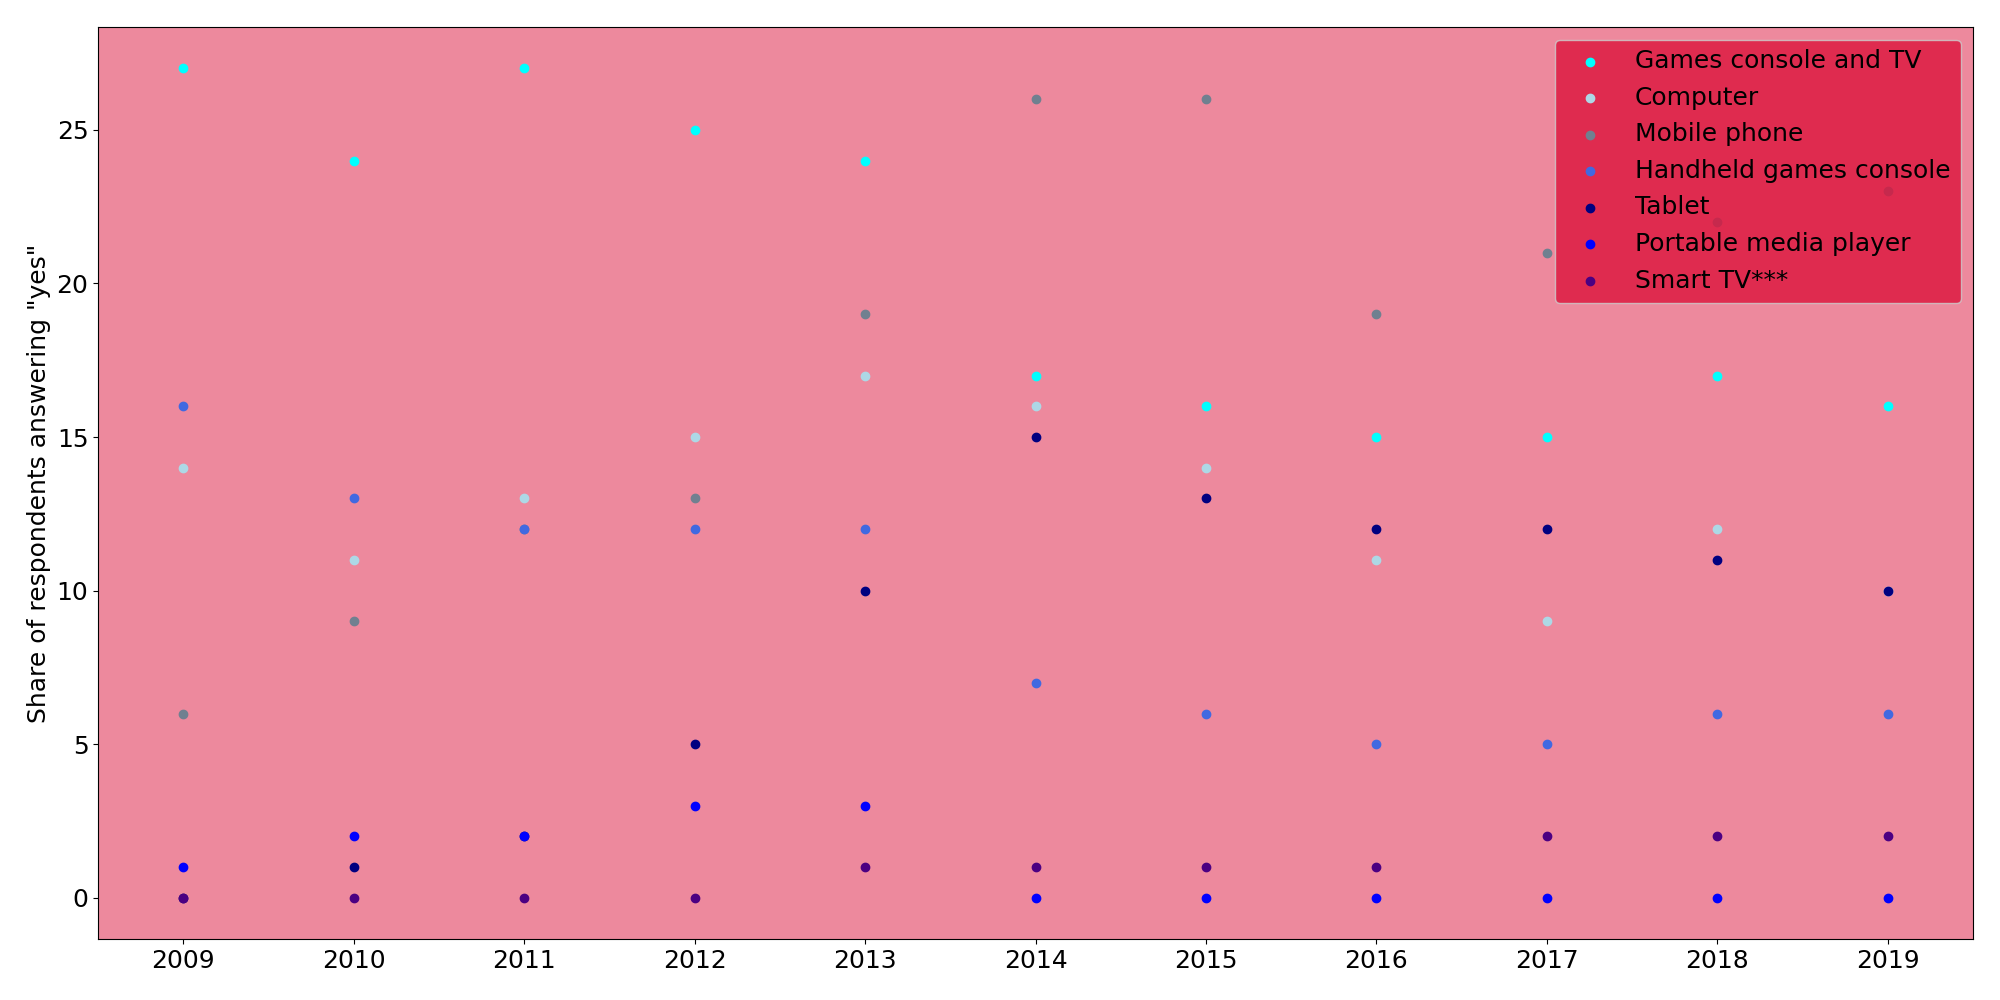 Games console and TV
Computer
Mobile phone
Handheld games console
Tablet
Portable media player
Smart TV***
Share of respondents answering "yes"
25
20
15
10
5
0
2009 2010 2011 2012 2013 2014 2015 2016 2017 2018 2019